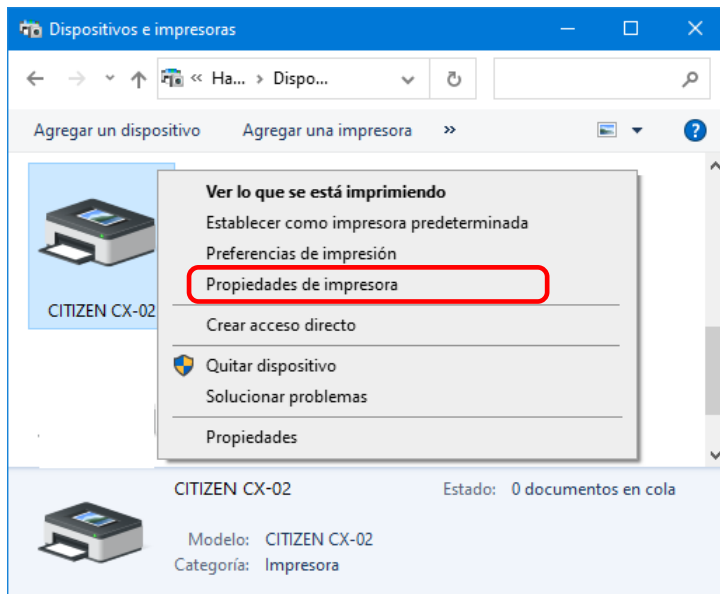 Dispositivos e impresoras
« Ha... > Dispo...
Agregar un dispositivo Agregar una impresora »
?
Ver lo que se está imprimiendo
Establecer como impresora predeterminada
Preferencias de impresión
Propiedades de impresora
CITIZEN CX-02
Crear acceso directo
Quitar dispositivo
Solucionar problemas
Propiedades
CITIZEN CX-02 Estado: 0 documentos en cola
Modelo: CITIZEN CX-02
Categoría: Impresora